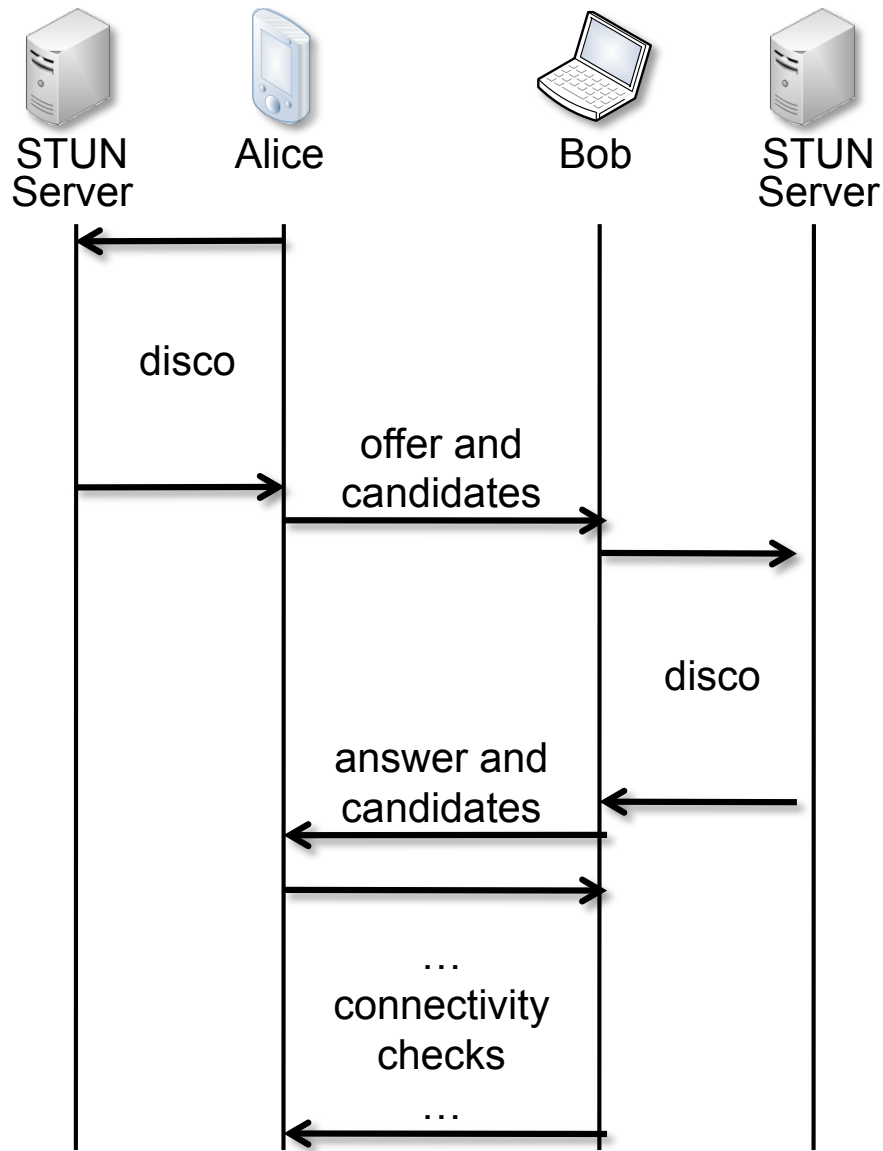 STUN
Server
Alice
Bob
STUN
Server
disco
offer and
candidates
disco
answer and
candidates
…
connectivity
checks
…